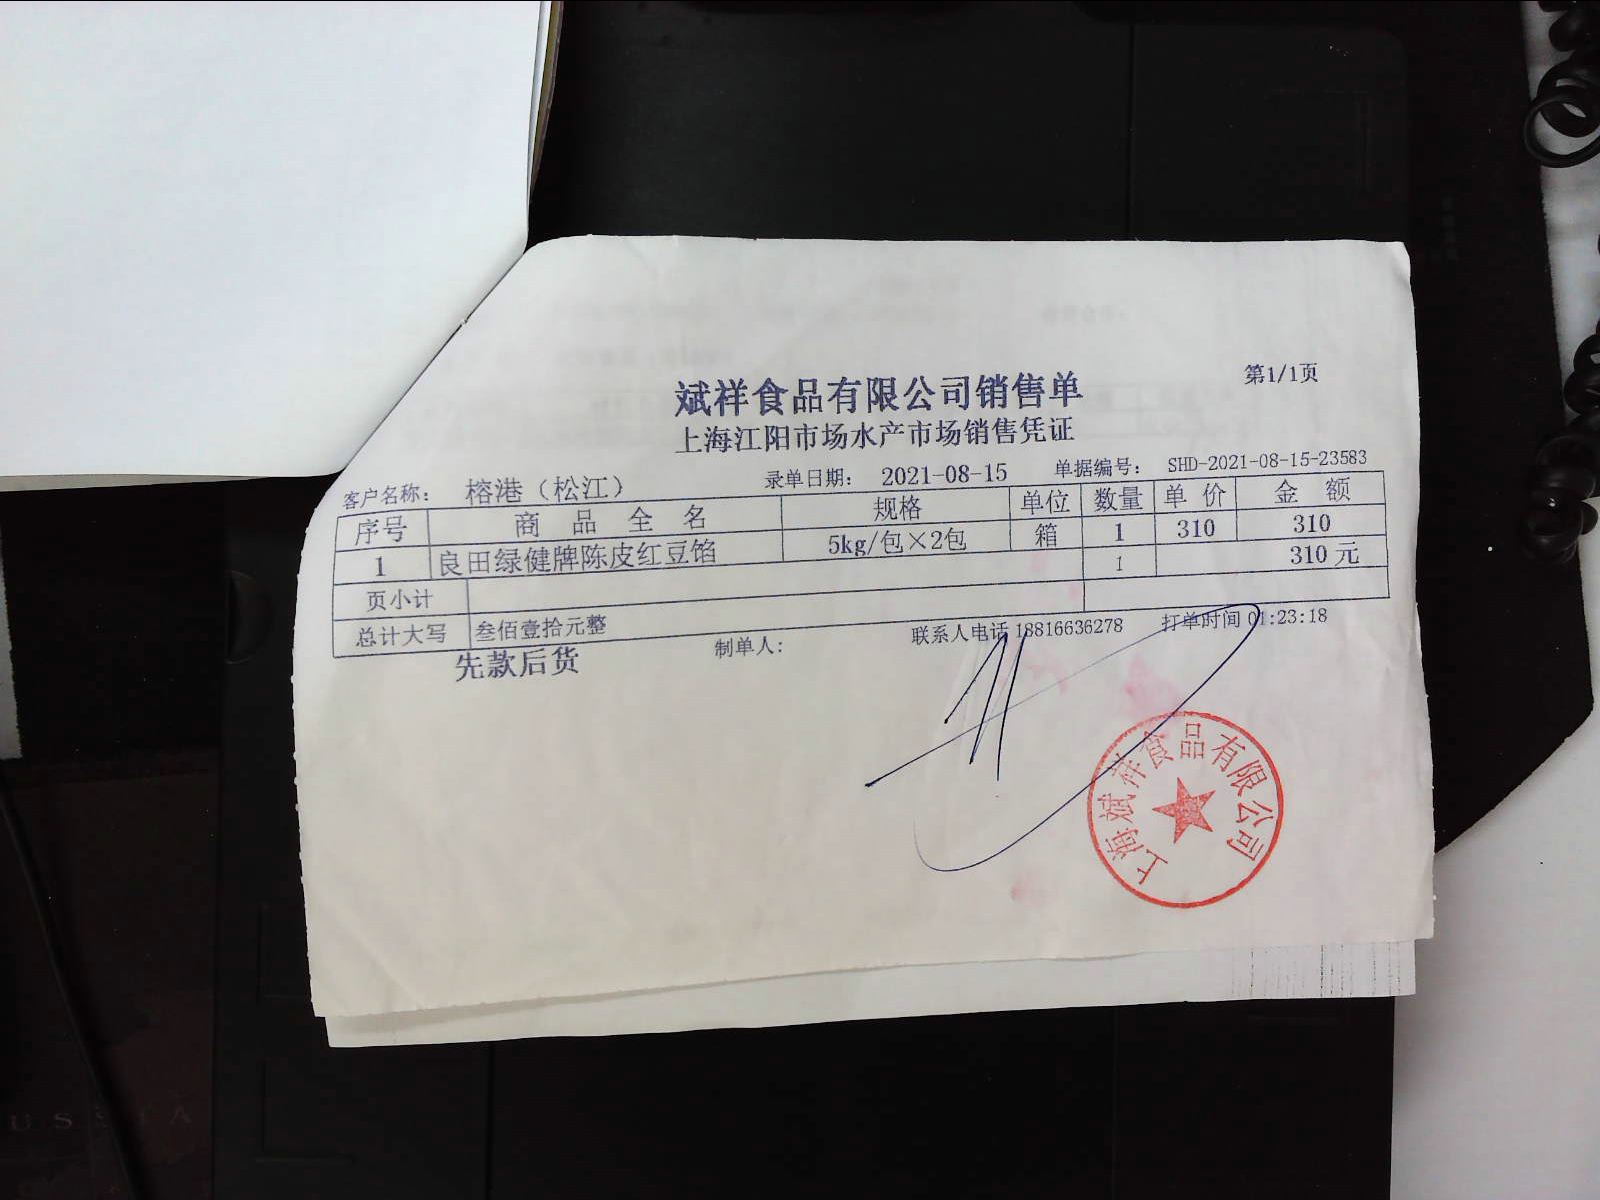 第1/1页
斌祥食品有限公司销售单
上海江阳市场水产市场销售凭证
客户名称： 榕港（松江） 录单日期： 2021-08-15 单据编号： SHD-2021-08-15-23583
序号 商品全名 规格 单位 数量 单价 金额
1 良田绿健牌陈皮红豆馅 5kg/包×2包 箱 1 310 310
页小计 1 310元
总计大写 叁佰壹拾元整
先款后货 制单人： 联系人电话 18816636278 打单时间 01:23:18
上海斌祥食品有限公司